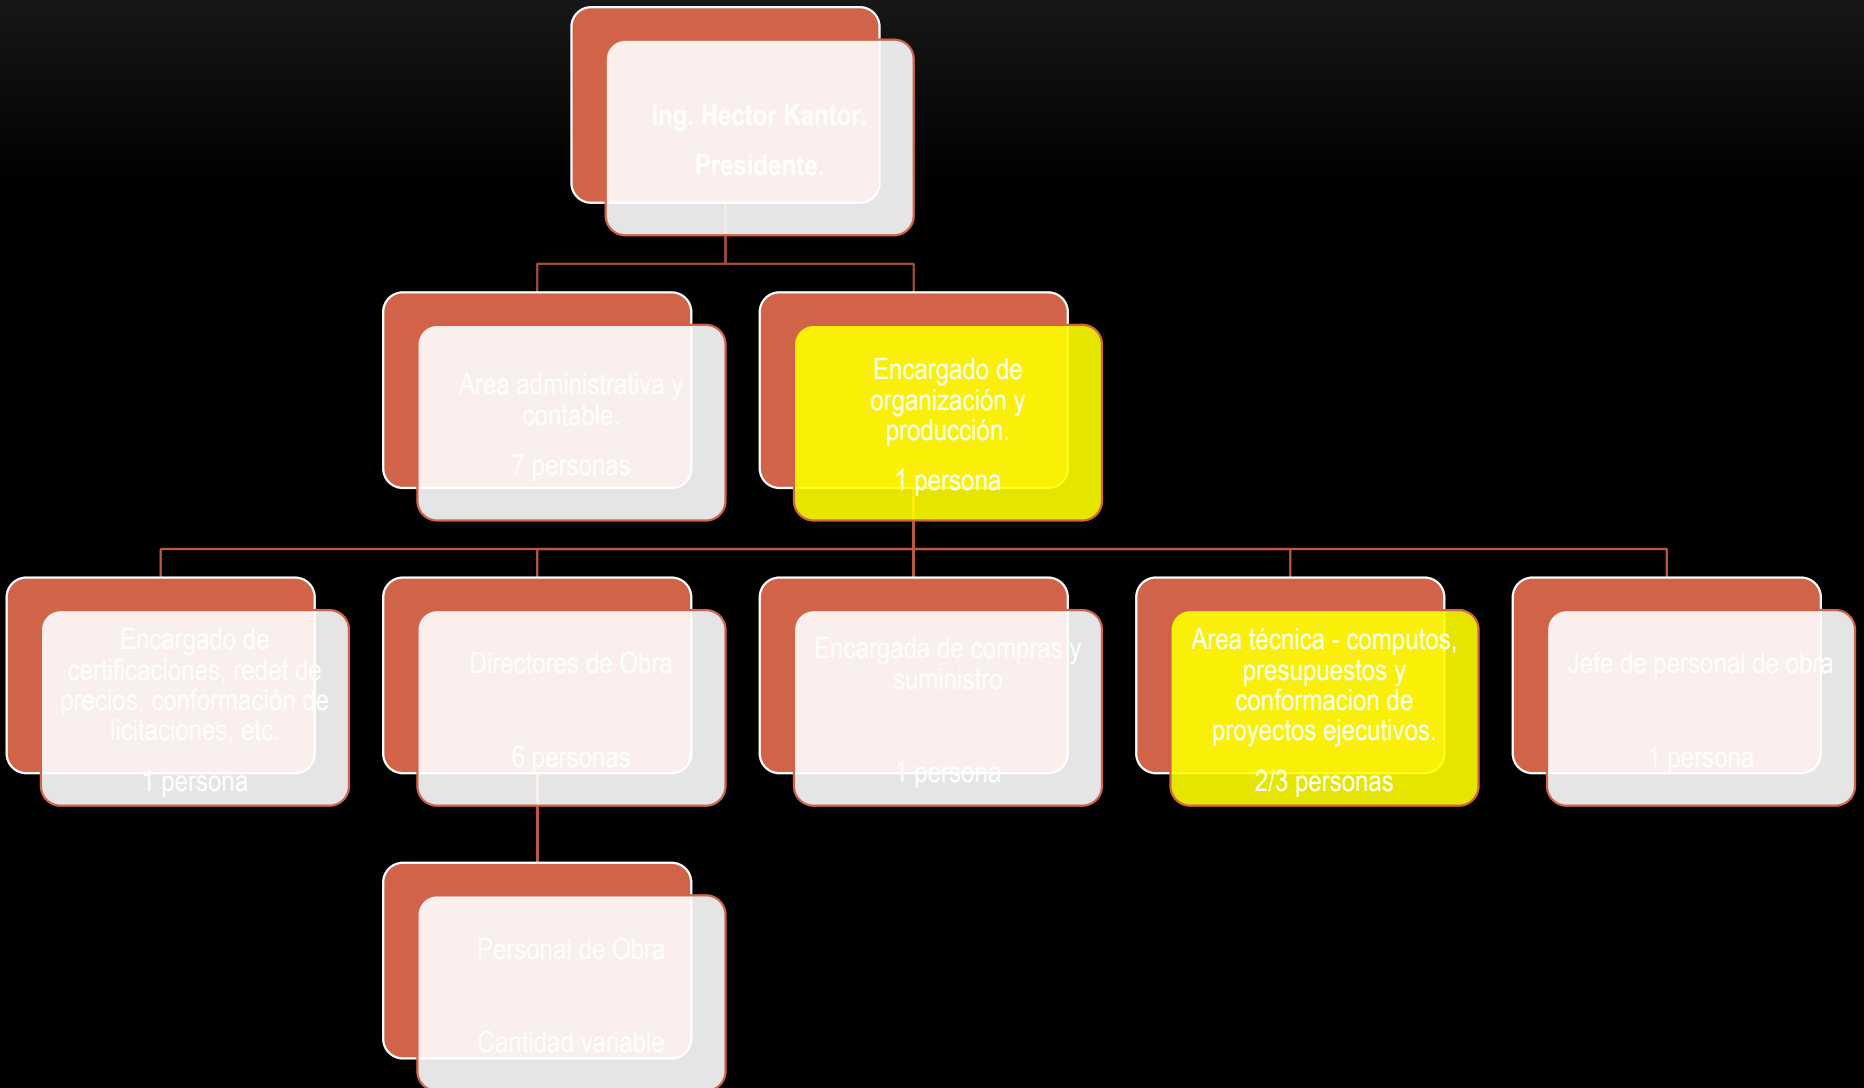 Ing. Hector Kantor.
Presidente.
Area administrativa y
contable.
7 personas
Encargado de
organización y
producción.
1 persona
Encargado de
certificaciones, redet de
precios, conformación de
licitaciones, etc.
1 persona
Directores de Obra
6 personas
Encargada de compras y
suministro
1 persona
Area técnica - computos,
presupuestos y
conformacion de
proyectos ejecutivos.
2/3 personas
Jefe de personal de obra
1 persona
Personal de Obra
Cantidad variable